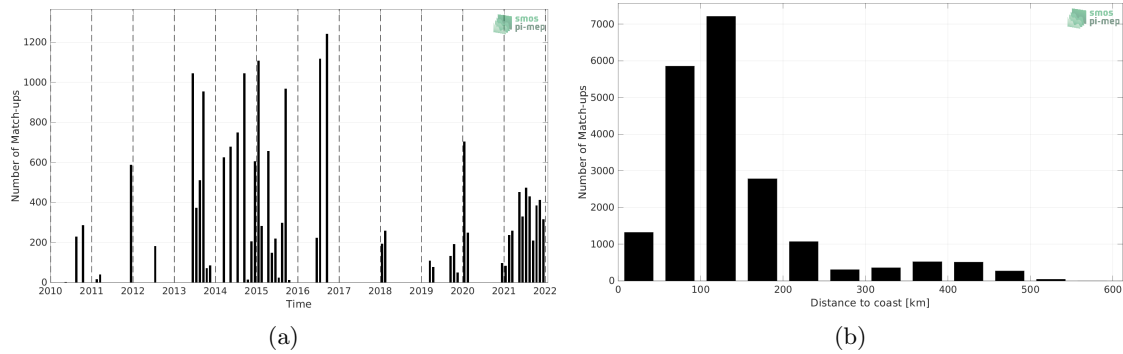 smos
pi-mep
1200
1000
800
600
400
200
0
Number of Match-ups
2010 2011 2012 2013 2014 2015 2016 2017 2018 2019 2020 2021 2022
Time
(a)
smos
pi-mep
7000
6000
5000
4000
3000
2000
1000
0
Number of Match-ups
0 100 200 300 400 500 600
Distance to coast [km]
(b)